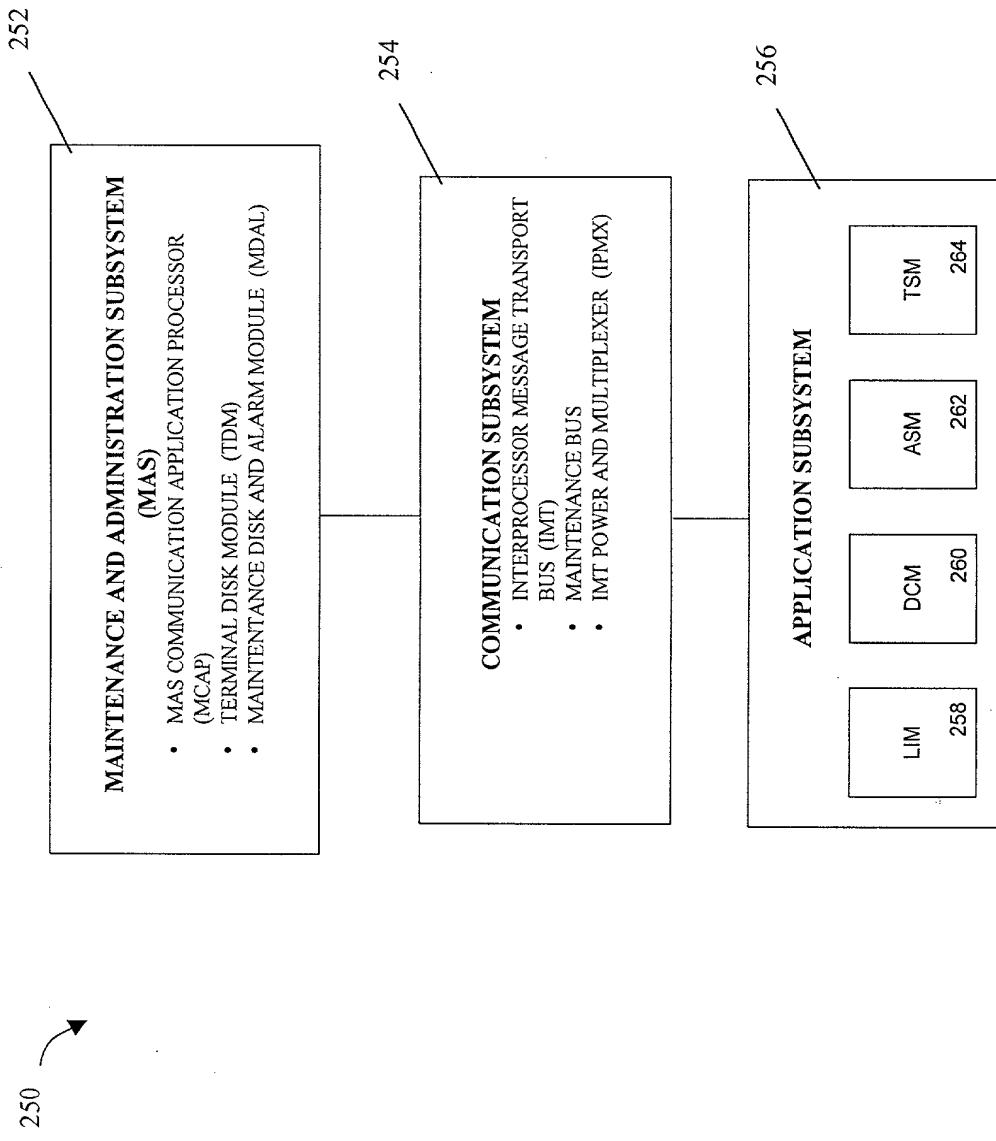 250
252
MAINTENANCE AND ADMINISTRATION SUBSYSTEM
(MAS)
• MAS COMMUNICATION APPLICATION PROCESSOR
(MCAP)
• TERMINAL DISK MODULE (TDM)
• MAINTENTANCE DISK AND ALARM MODULE (MDAL)
254
COMMUNICATION SUBSYSTEM
• INTERPROCESSOR MESSAGE TRANSPORT
BUS (IMT)
• MAINTENANCE BUS
• IMT POWER AND MULTIPLEXER (IPMX)
256
APPLICATION SUBSYSTEM
LIM
258
DCM
260
ASM
262
TSM
264